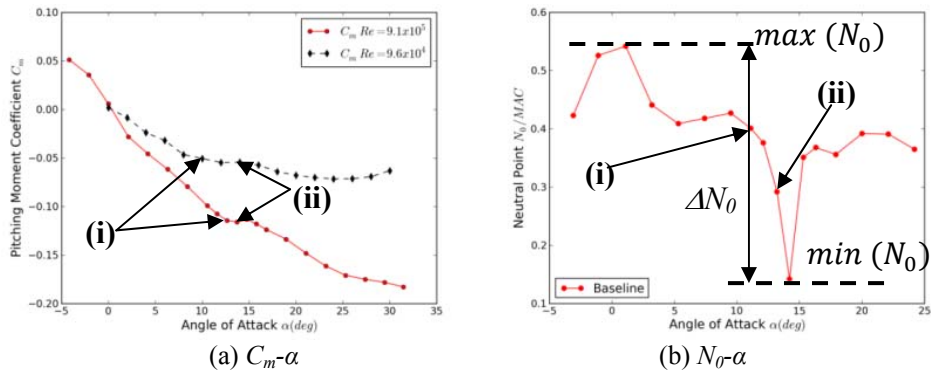 0.10
0.05
0.00
−0.05
−0.10
−0.15
−0.20
Pitching Moment Coefficient C_m
C_m Re=9.1x10^5
C_m Re=9.6x10^4
(i)
(ii)
−5 0 5 10 15 20 25 30 35
Angle of Attack α(deg)
(a) C_m-α
0.6
0.5
0.4
0.3
0.2
0.1
Neutral Point N_0/MAC
max (N_0)
(ii)
(i)
ΔN_0
min (N_0)
Baseline
−5 0 5 10 15 20 25
Angle of Attack α(deg)
(b) N_0-α